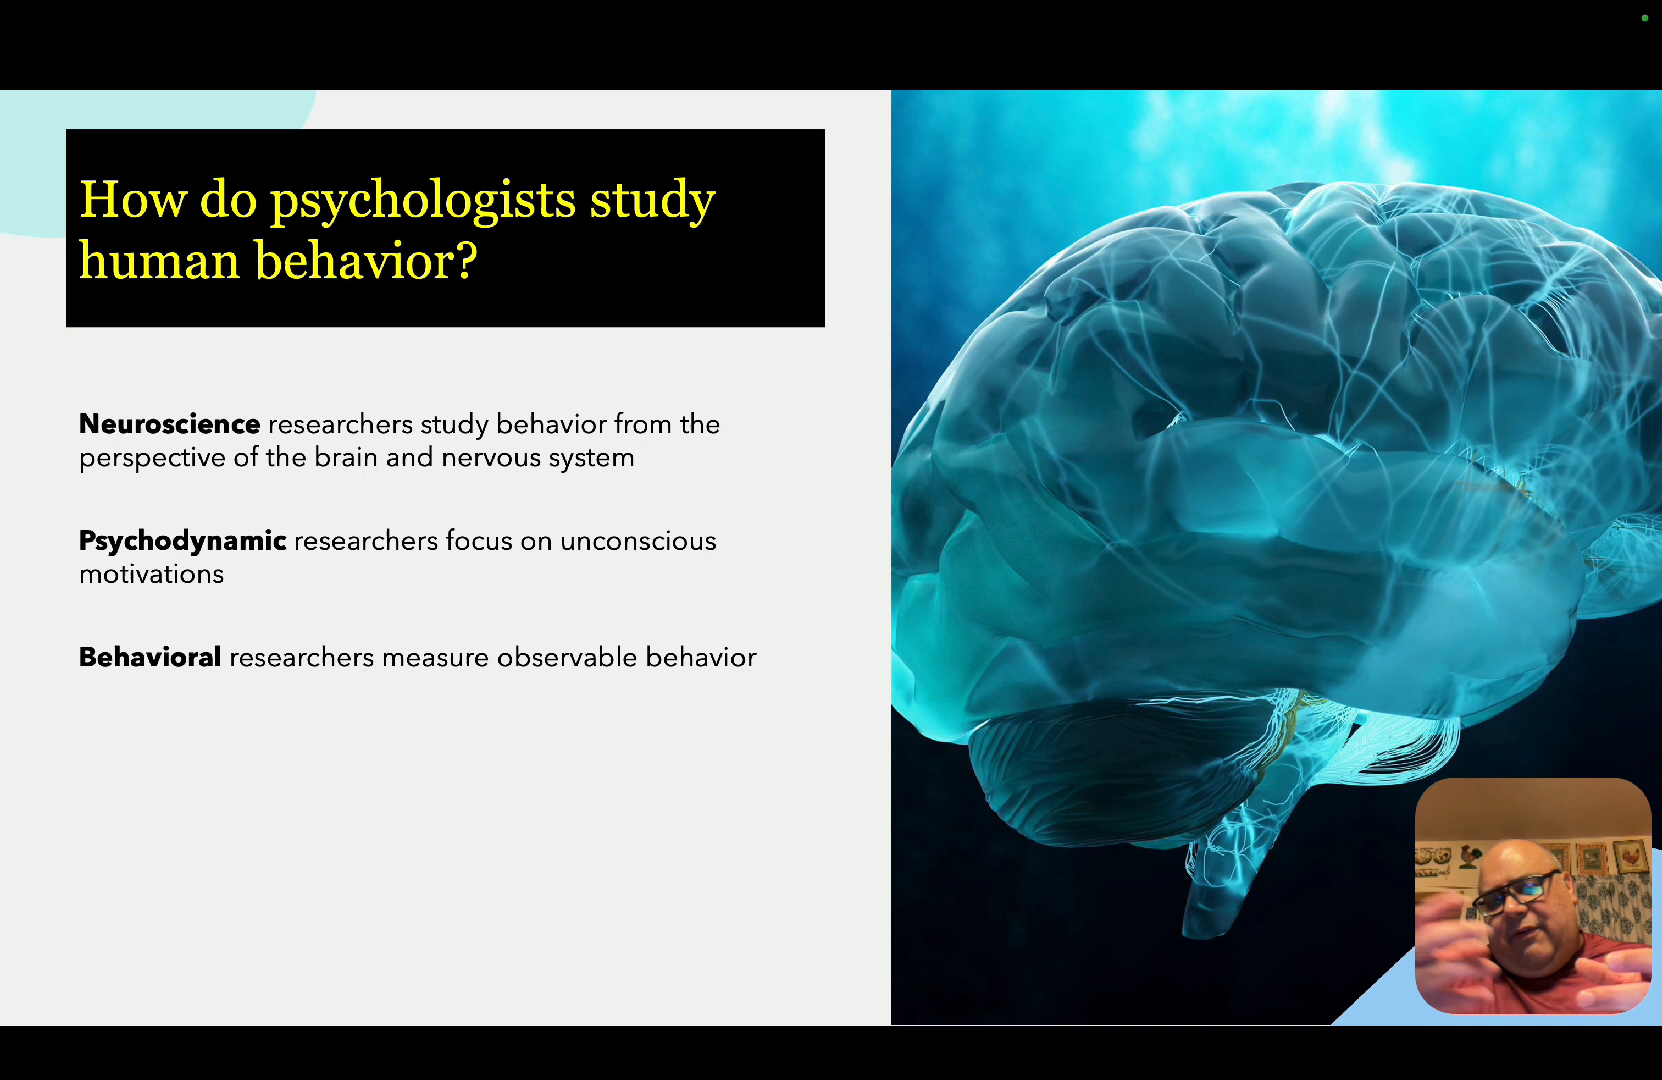 How do psychologists study
human behavior?
Neuroscience researchers study behavior from the
perspective of the brain and nervous system
Psychodynamic researchers focus on unconscious
motivations
Behavioral researchers measure observable behavior